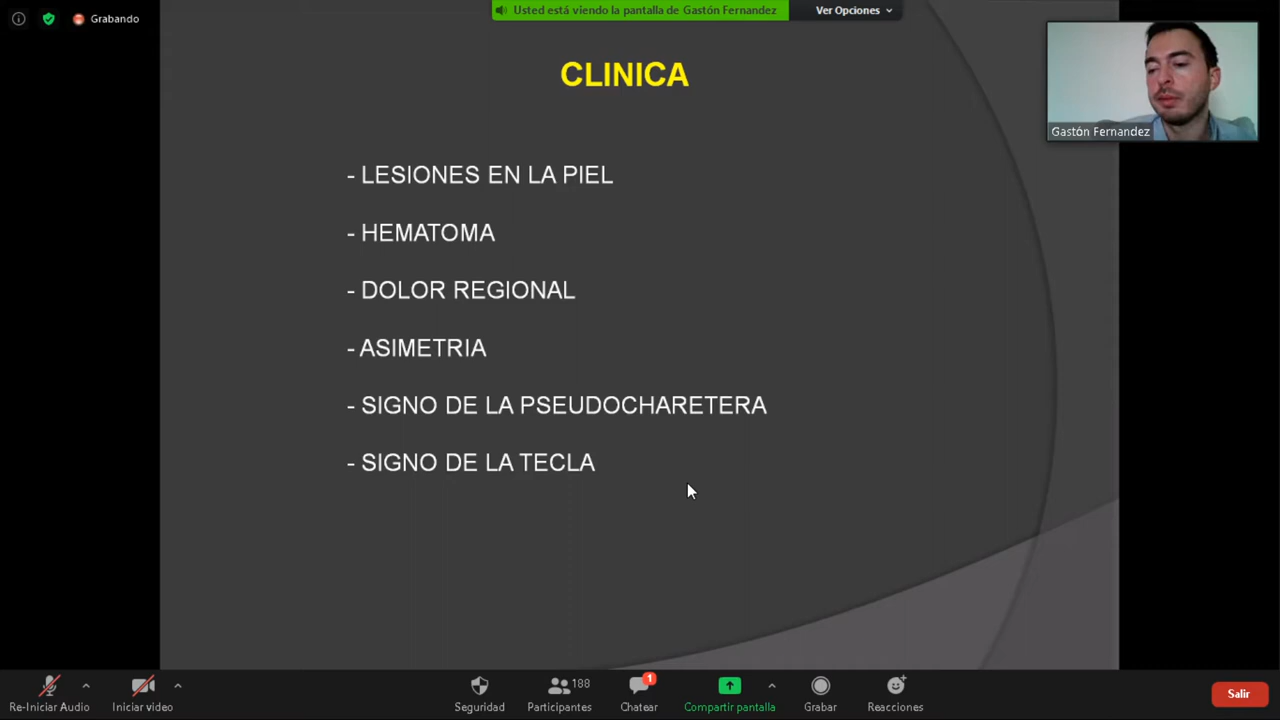 Grabando
Usted está viendo la pantalla de Gastón Fernandez
Ver Opciones
CLINICA
- LESIONES EN LA PIEL
- HEMATOMA
- DOLOR REGIONAL
- ASIMETRIA
- SIGNO DE LA PSEUDOCHARETERA
- SIGNO DE LA TECLA
Gastón Fernandez
Re-Iniciar Audio
Iniciar video
Seguridad
188
Participantes
1
Chatear
Compartir pantalla
Grabar
Reacciones
Salir